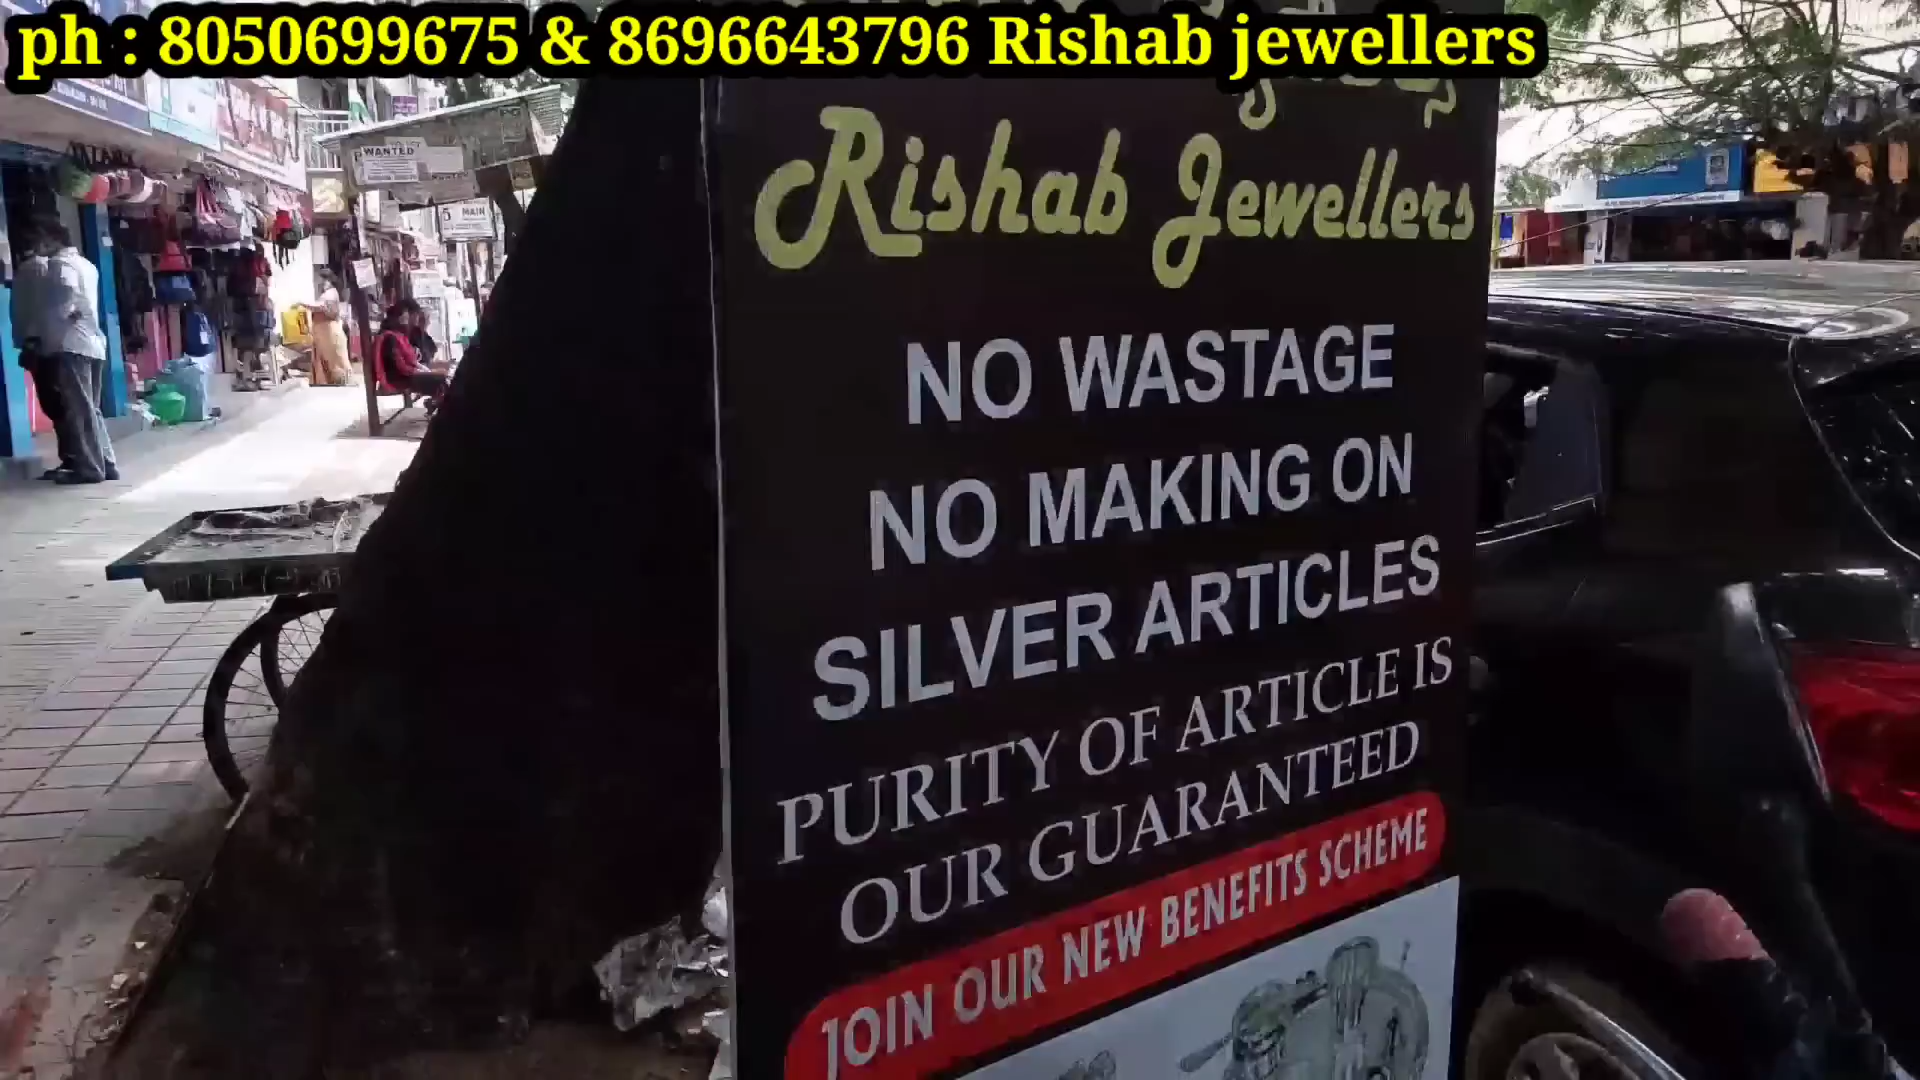 ph : 8050699675 & 8696643796 Rishab jewellers
Rishab Jewellers
NO WASTAGE
NO MAKING ON
SILVER ARTICLES
PURITY OF ARTICLE IS
OUR GUARANTEED
JOIN OUR NEW BENEFITS SCHEME
WANTED
MAIN